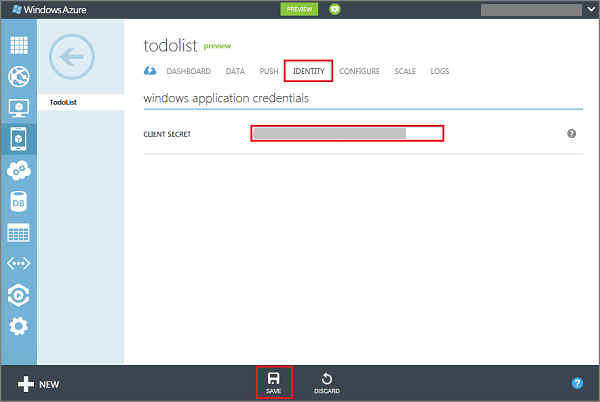 Windows Azure
PREVIEW
todolist preview
DASHBOARD DATA PUSH IDENTITY CONFIGURE SCALE LOGS
TodoList
windows application credentials
CLIENT SECRET
?
DB
NEW
SAVE
DISCARD
?